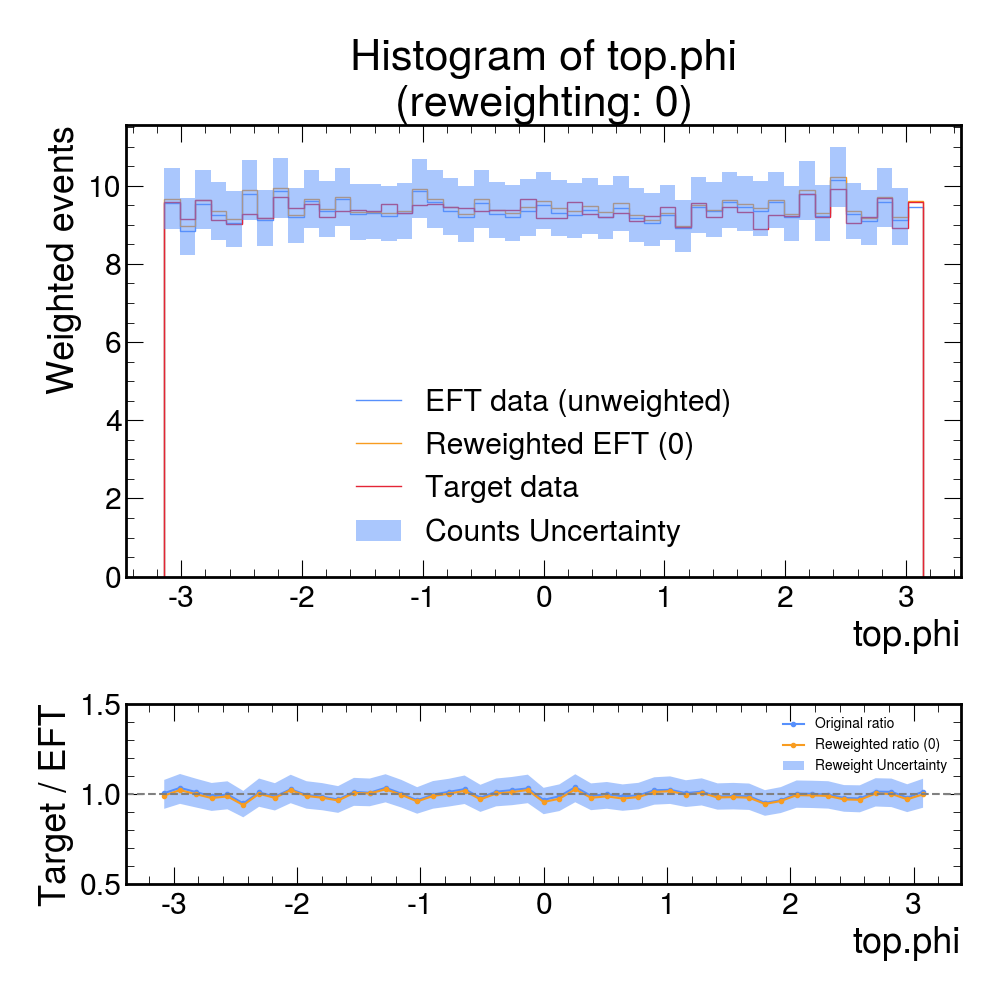 Histogram of top.phi
(reweighting: 0)
Weighted events
10
8
6
4
2
0
EFT data (unweighted)
Reweighted EFT (0)
Target data
Counts Uncertainty
-3 -2 -1 0 1 2 3
top.phi
Target / EFT
1.5
1.0
0.5
Original ratio
Reweighted ratio (0)
Reweight Uncertainty
-3 -2 -1 0 1 2 3
top.phi